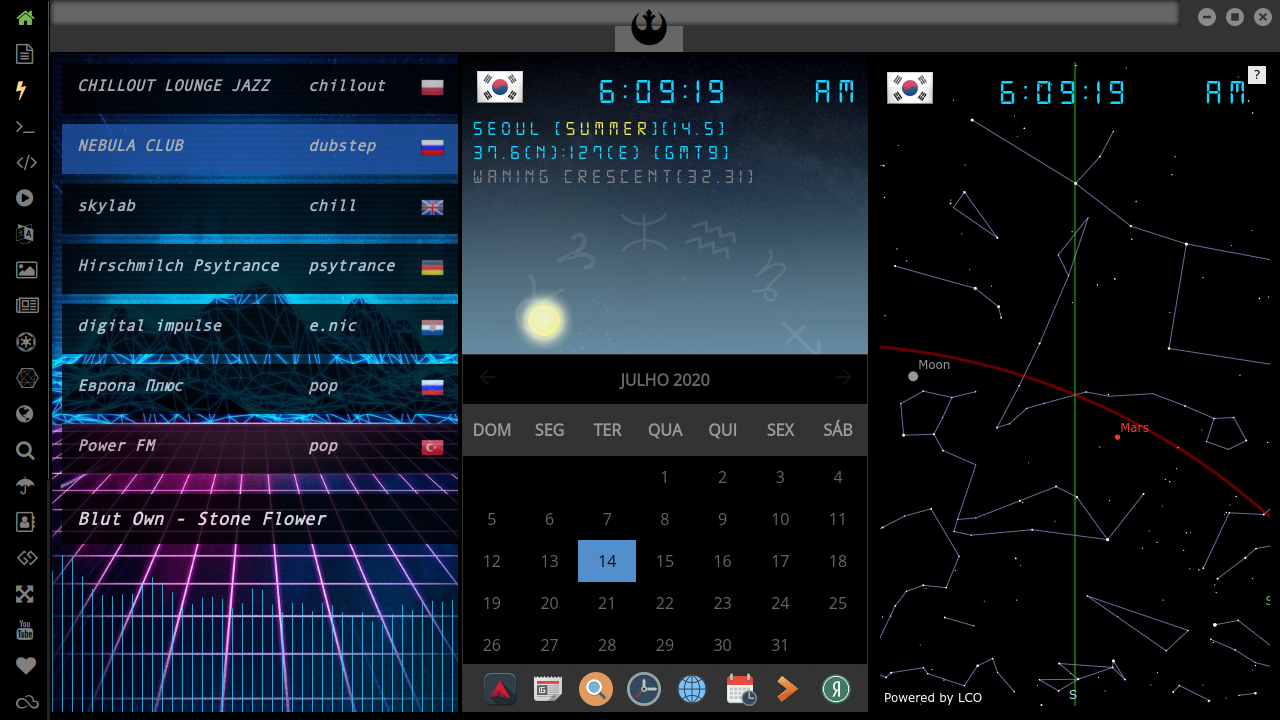 CHILLOUT LOUNGE JAZZ chillout
NEBULA CLUB dubstep
skylab chill
Hirschmilch Psytrance psytrance
digital impulse e.nic
Европа Плюс pop
Power FM pop
Blut Own - Stone Flower
6:09:19 AM
SEOUL [SUMMER][14.5]
37.6(N):127(E) [GMT9]
WANING CRESCENT[32.31]
JULHO 2020
DOM SEG TER QUA QUI SEX SÁB
1 2 3 4
5 6 7 8 9 10 11
12 13 14 15 16 17 18
19 20 21 22 23 24 25
26 27 28 29 30 31
6:09:19 AM
?
Moon
Mars
S
Powered by LCO
You
Tube
Я